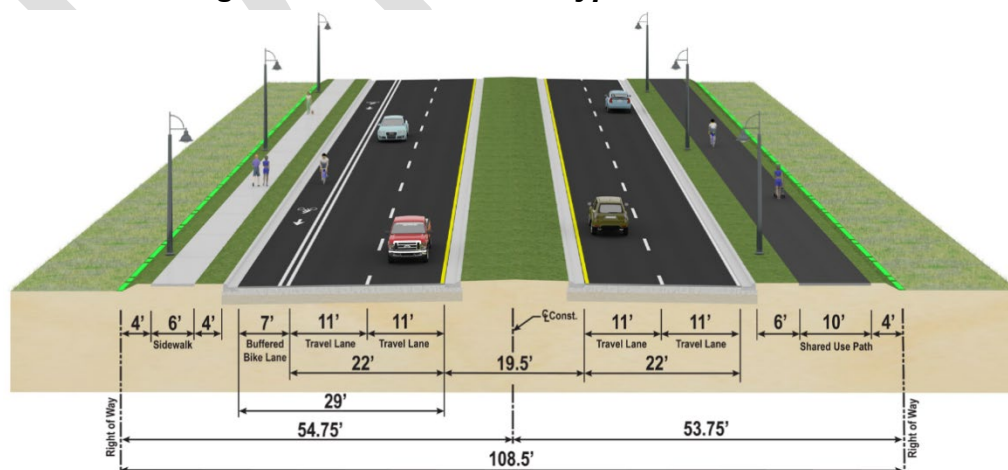 4' 6' 4' 7' 11' 11' ℄Const. 11' 11' 6' 10' 4'
Sidewalk Buffered Travel Lane Travel Lane Travel Lane Travel Lane Shared Use Path
Bike Lane
22' 19.5' 22'
29'
Right of Way 54.75' 53.75' Right of Way
108.5'